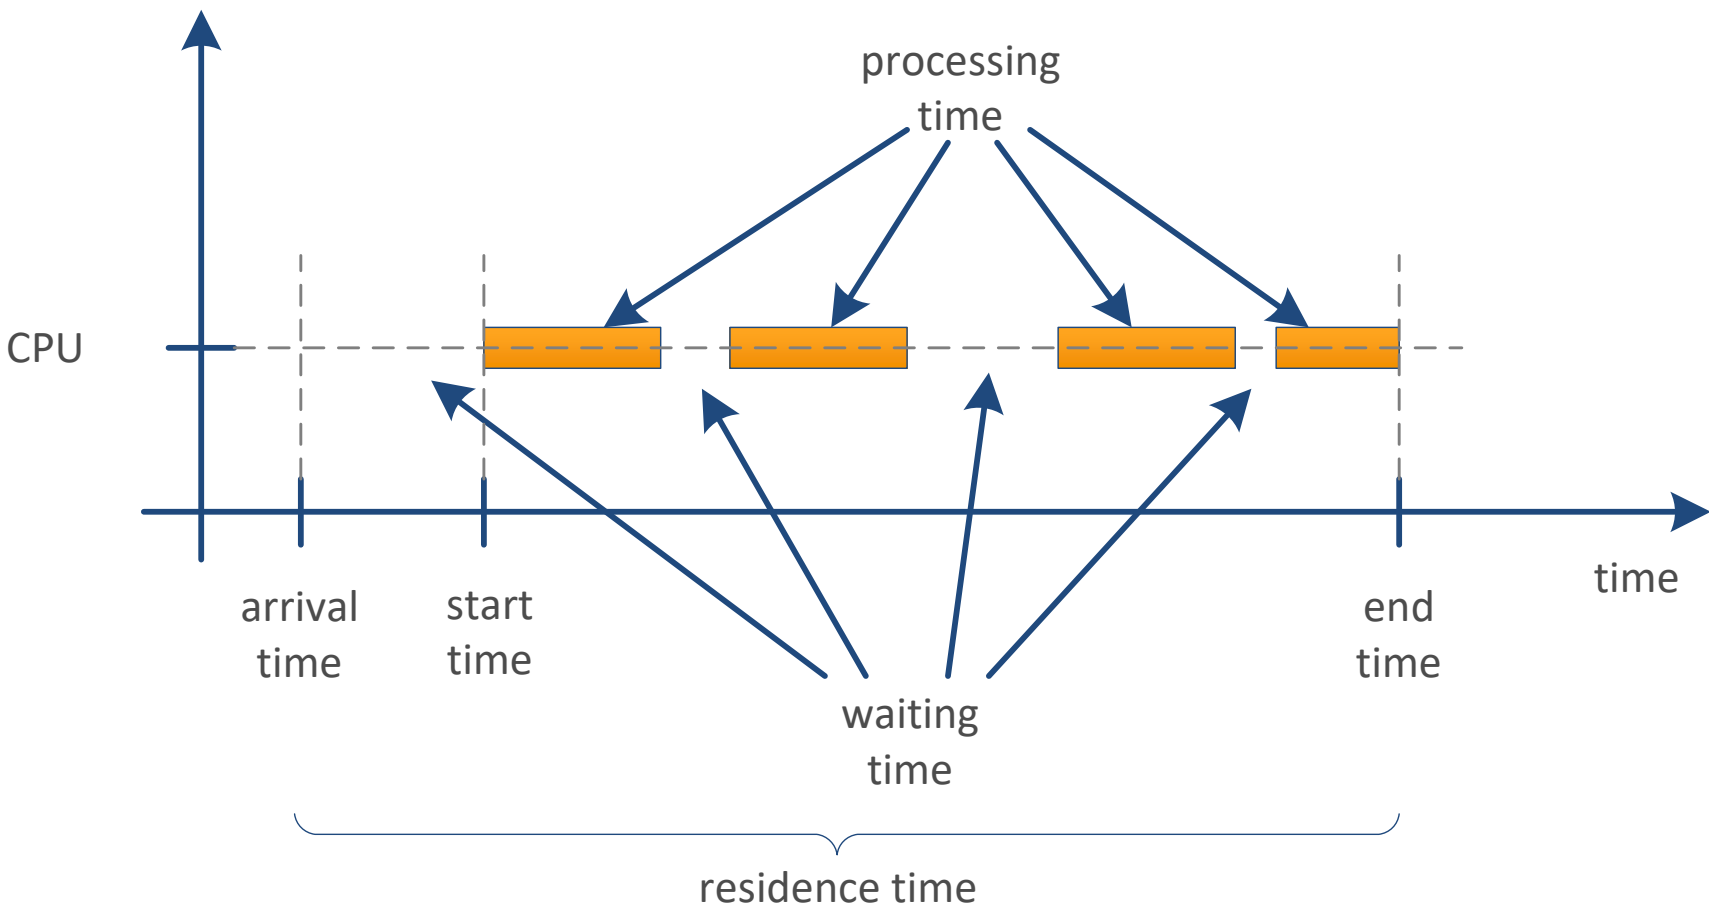 processing
time
CPU
time
arrival
time
start
time
end
time
waiting
time
residence time